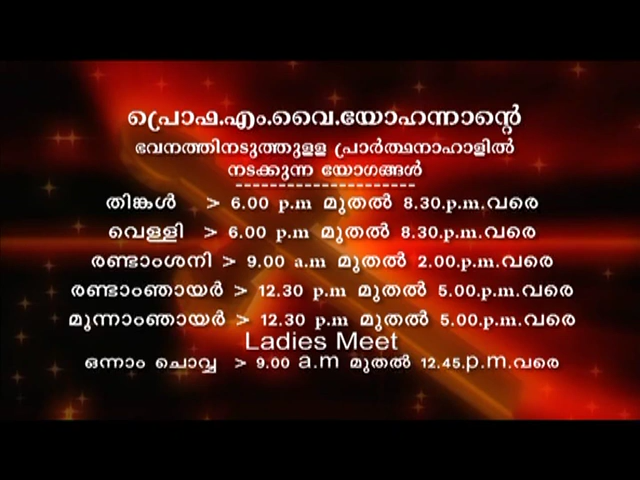 പ്രൊഫ.എം.വൈ.യോഹന്നാന്റെ
ഭവനത്തിനടുത്തുള്ള പ്രാർത്ഥനാഹാളിൽ
നടക്കുന്ന യോഗങ്ങൾ
---------------------
തിങ്കൾ > 6.00 p.m മുതൽ 8.30.p.m.വരെ
വെള്ളി > 6.00 p.m മുതൽ 8.30.p.m.വരെ
രണ്ടാംശനി > 9.00 a.m മുതൽ 2.00.p.m.വരെ
രണ്ടാംഞായർ > 12.30 p.m മുതൽ 5.00.p.m.വരെ
മൂന്നാംഞായർ > 12.30 p.m മുതൽ 5.00.p.m.വരെ
Ladies Meet
ഒന്നാം ചൊവ്വ > 9.00 a.m മുതൽ 12.45.p.m.വരെ